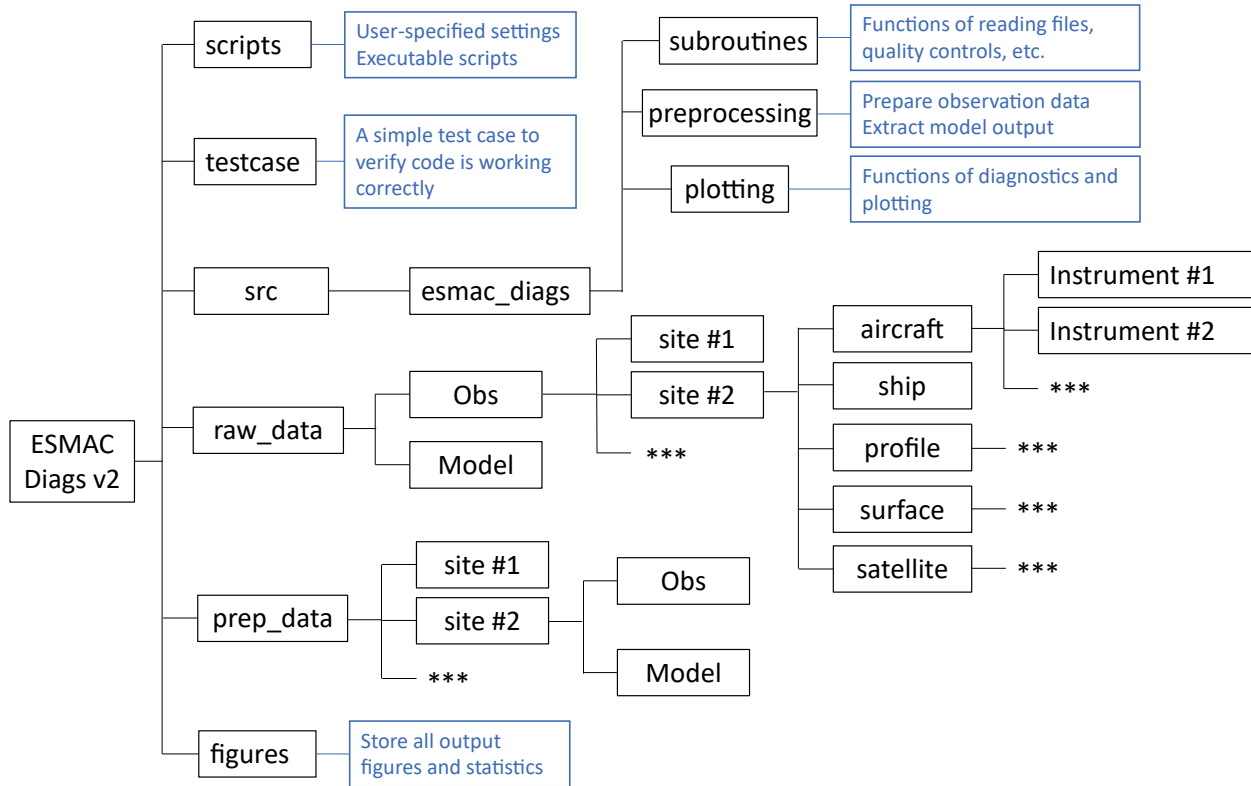 ESMAC
Diags v2
scripts
User-specified settings
Executable scripts
testcase
A simple test case to
verify code is working
correctly
src
esmac_diags
subroutines
Functions of reading files,
quality controls, etc.
preprocessing
Prepare observation data
Extract model output
plotting
Functions of diagnostics and
plotting
raw_data
Obs
Model
site #1
site #2
***
aircraft
Instrument #1
Instrument #2
***
ship
profile
***
surface
***
satellite
***
prep_data
site #1
site #2
***
Obs
Model
figures
Store all output
figures and statistics